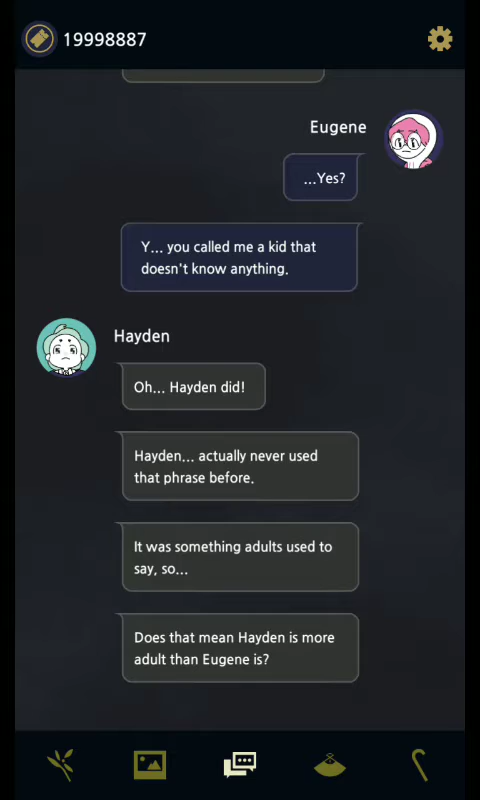 19998887
Eugene
...Yes?
Y... you called me a kid that
doesn't know anything.
Hayden
Oh... Hayden did!
Hayden... actually never used
that phrase before.
It was something adults used to
say, so...
Does that mean Hayden is more
adult than Eugene is?